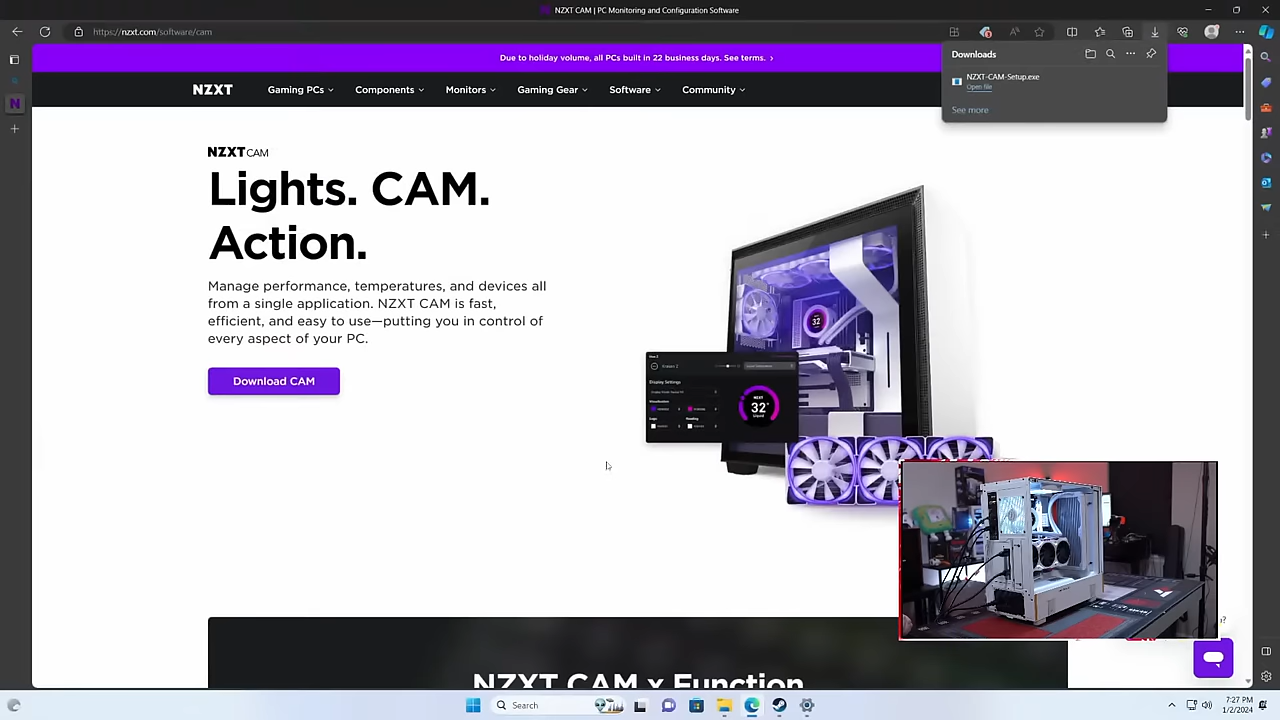 NZXT CAM | PC Monitoring and Configuration Software
https://nzxt.com/software/cam
Due to holiday volume, all PCs built in 22 business days. See terms. ›
Downloads
NZXT-CAM-Setup.exe
Open file
See more
NZXT
Gaming PCs
Components
Monitors
Gaming Gear
Software
Community
NZXT CAM
Lights. CAM.
Action.
Manage performance, temperatures, and devices all
from a single application. NZXT CAM is fast,
efficient, and easy to use—putting you in control of
every aspect of your PC.
Download CAM
32
Display Settings
NZXT
32°
Liquid
NZXT CAM x Function
Search
7:27 PM
1/2/2024